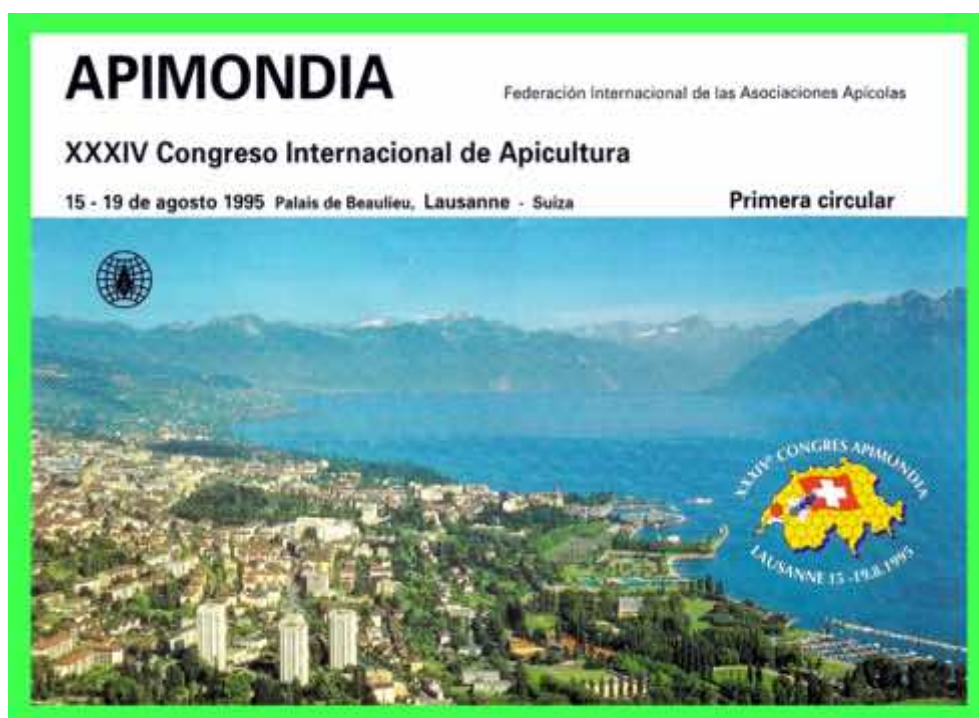 APIMONDIA
Federación Internacional de las Asociaciones Apícolas
XXXIV Congreso Internacional de Apicultura
15 - 19 de agosto 1995 Palais de Beaulieu, Lausanne - Suiza
Primera circular
XXXIVe CONGRES APIMONDIA
LAUSANNE 15 -19.8.1995